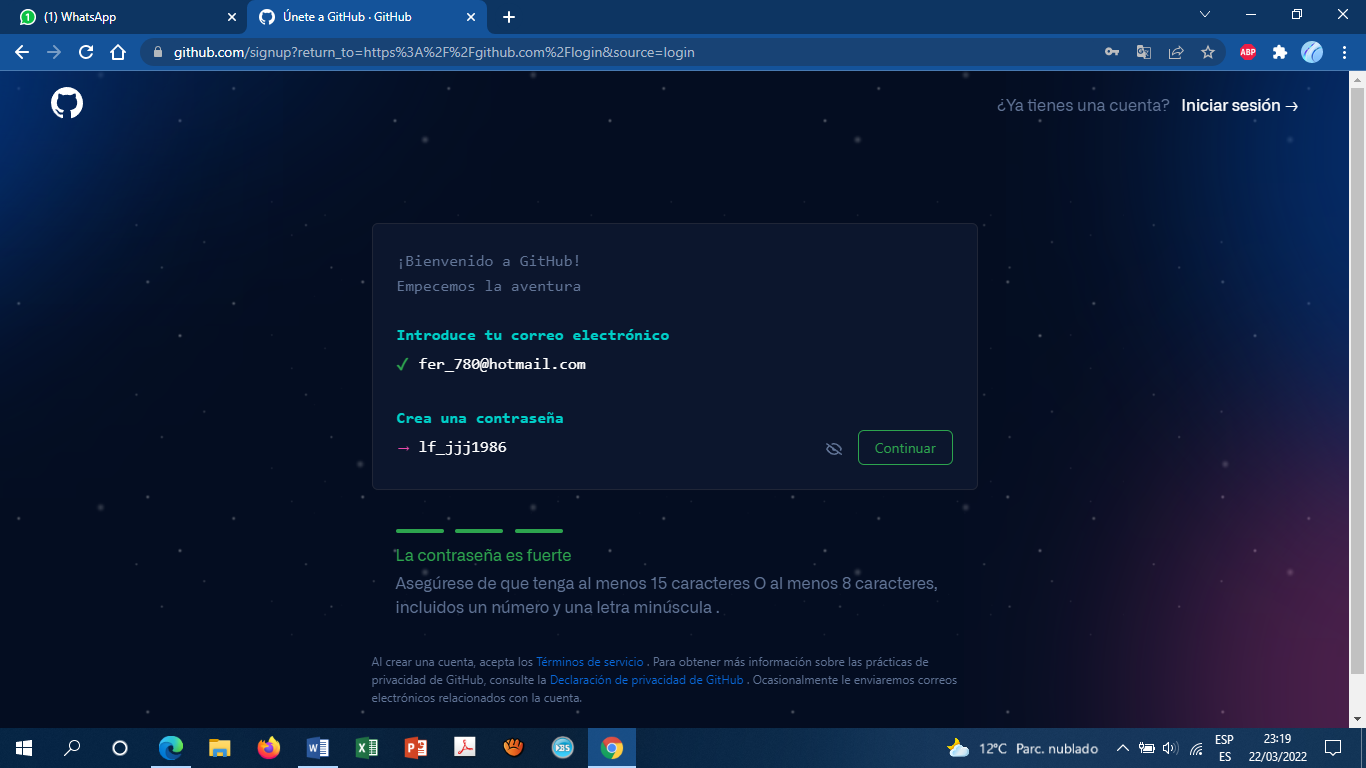 (1) WhatsApp
Únete a GitHub · GitHub
github.com/signup?return_to=https%3A%2F%2Fgithub.com%2Flogin&source=login
ABP
¿Ya tienes una cuenta? Iniciar sesión →
¡Bienvenido a GitHub!
Empecemos la aventura
Introduce tu correo electrónico
✓ fer_780@hotmail.com
Crea una contraseña
→ lf_jjj1986
Continuar
La contraseña es fuerte
Asegúrese de que tenga al menos 15 caracteres O al menos 8 caracteres,
incluidos un número y una letra minúscula .
Al crear una cuenta, acepta los Términos de servicio . Para obtener más información sobre las prácticas de
privacidad de GitHub, consulte la Declaración de privacidad de GitHub . Ocasionalmente le enviaremos correos
electrónicos relacionados con la cuenta.
12°C Parc. nublado
ESP
ES
23:19
22/03/2022